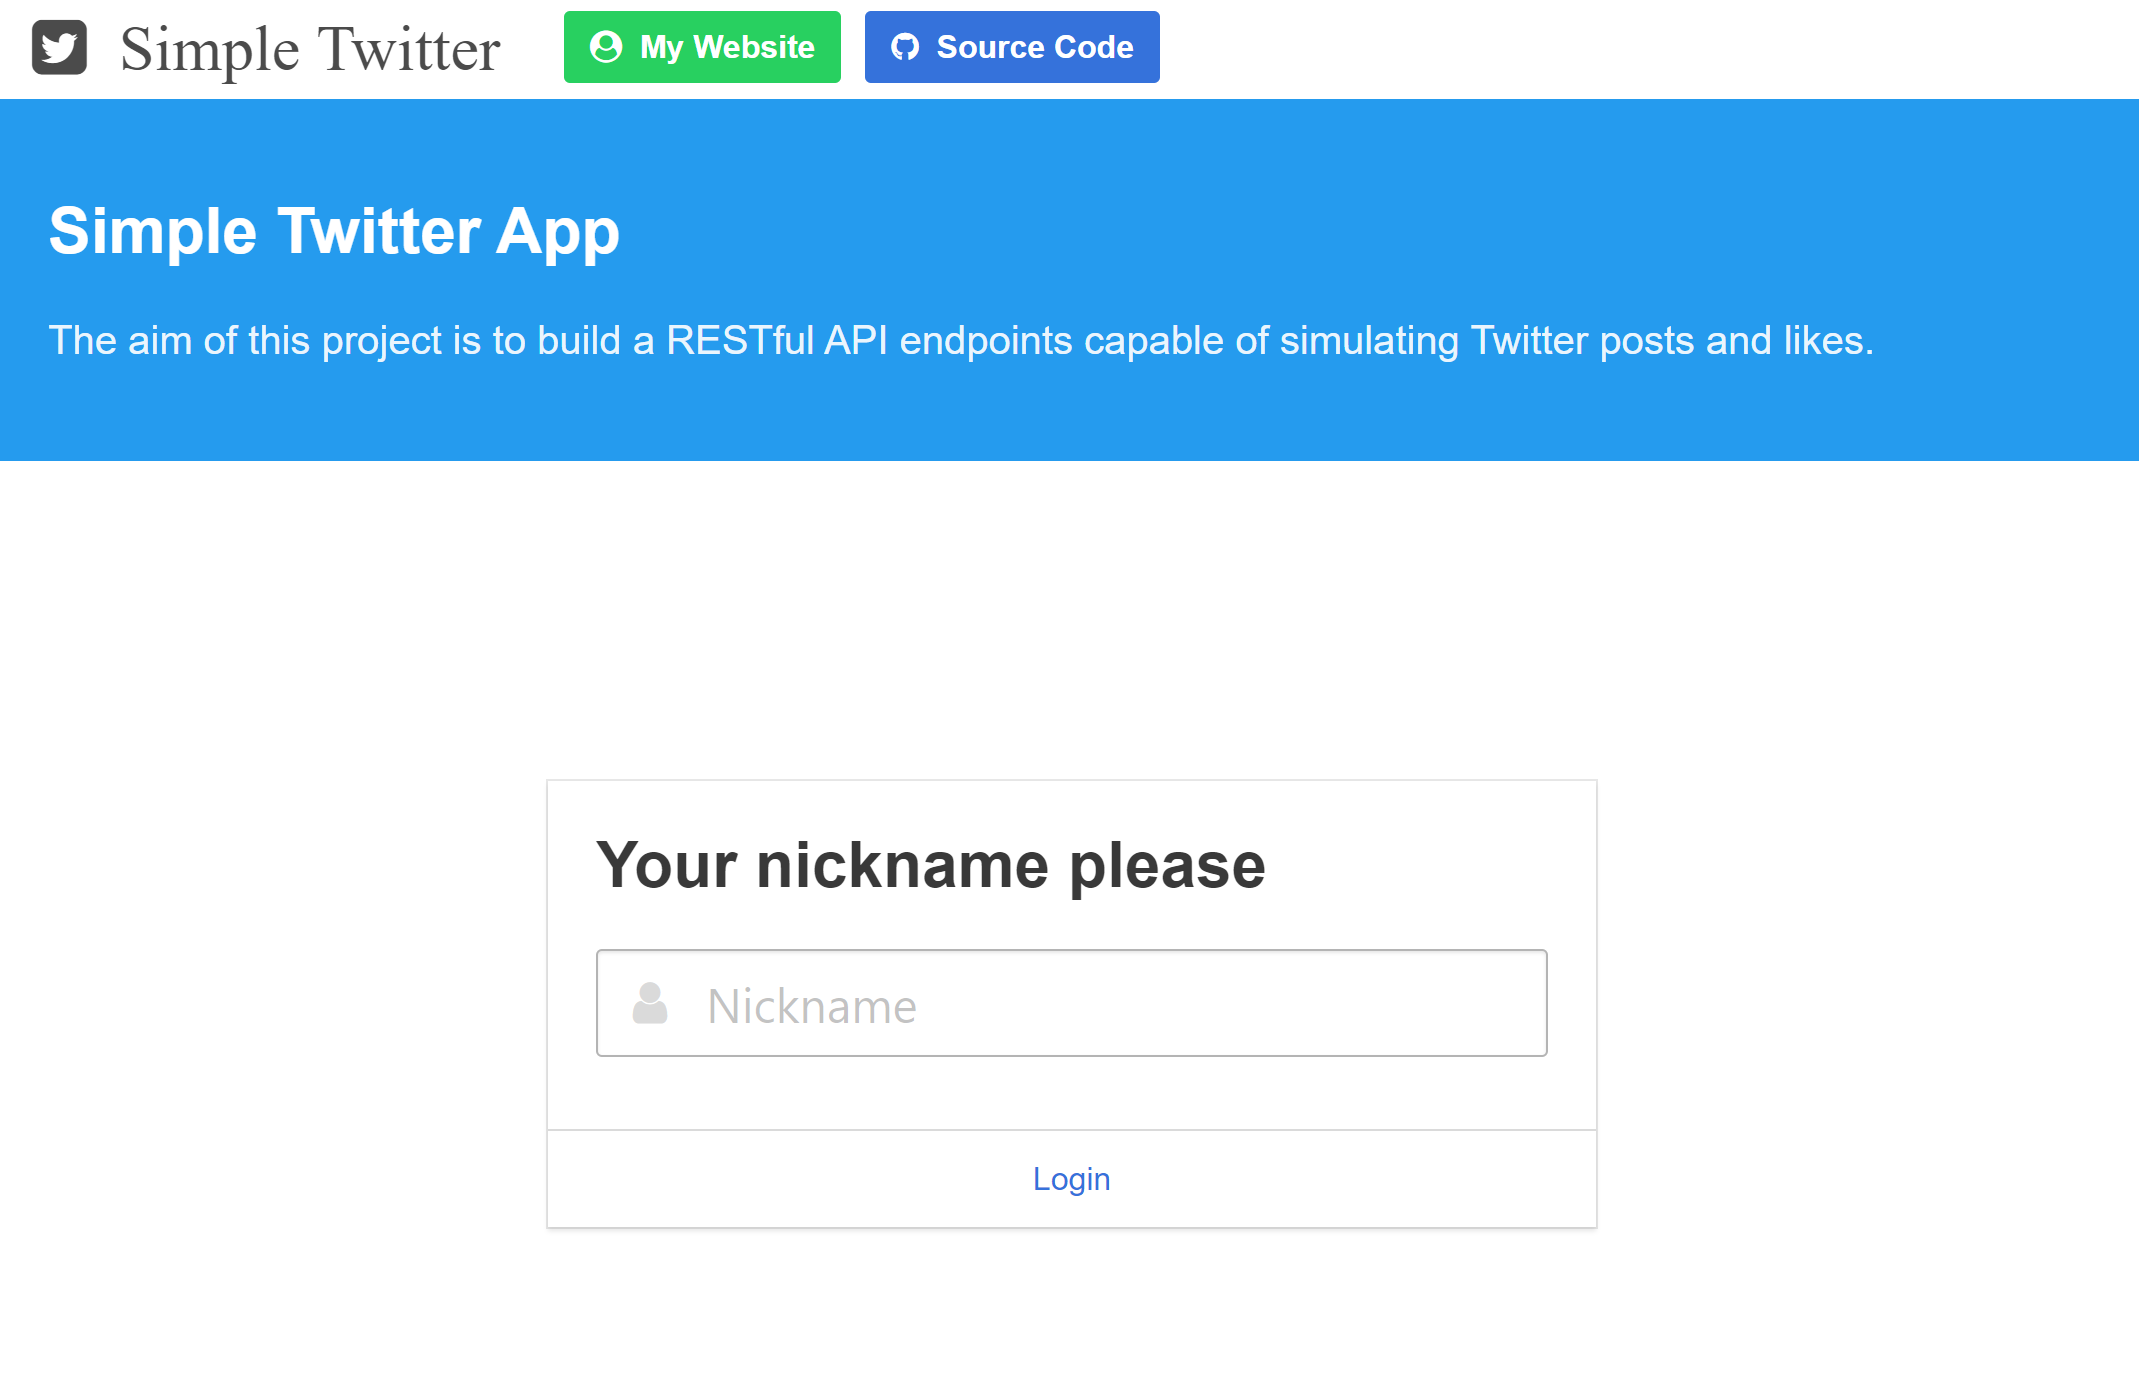 Simple Twitter
My Website
Source Code
Simple Twitter App
The aim of this project is to build a RESTful API endpoints capable of simulating Twitter posts and likes.
Your nickname please
Nickname
Login